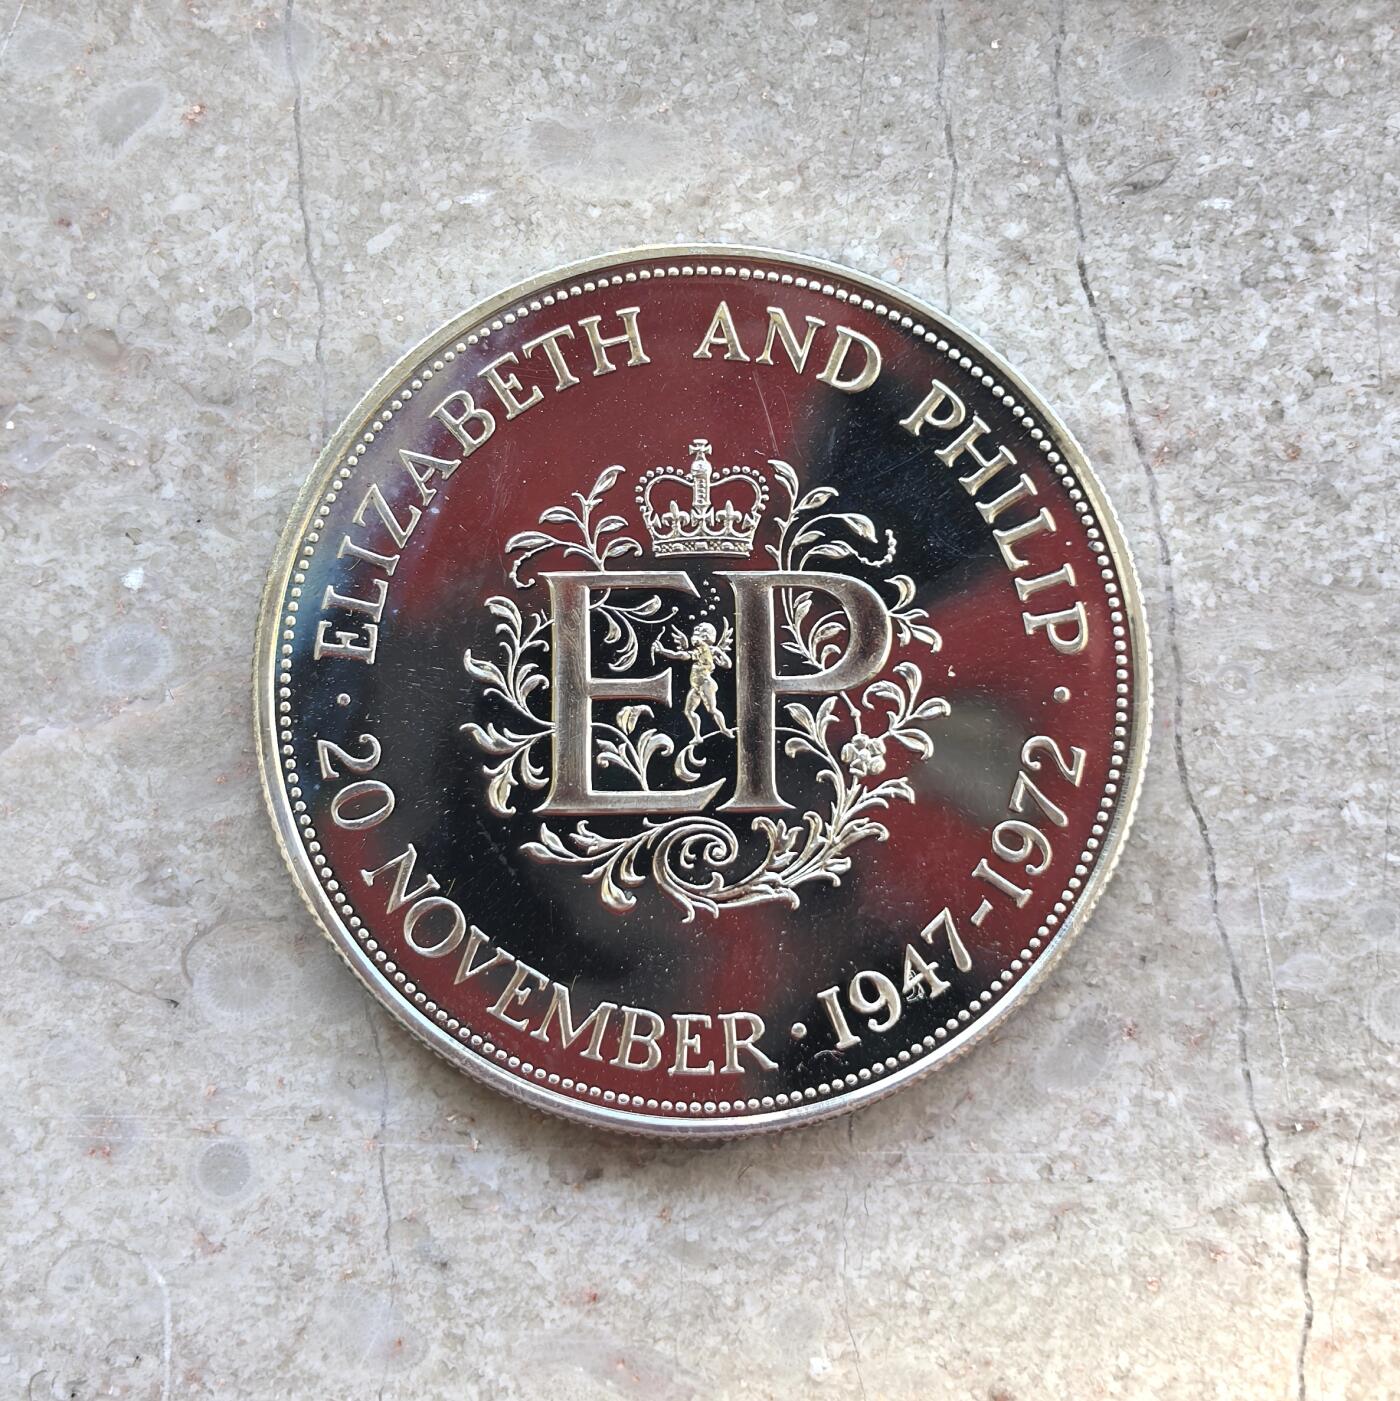 ELIZABETH AND PHILIP
· 20 NOVEMBER · 1947-1972 ·
EP